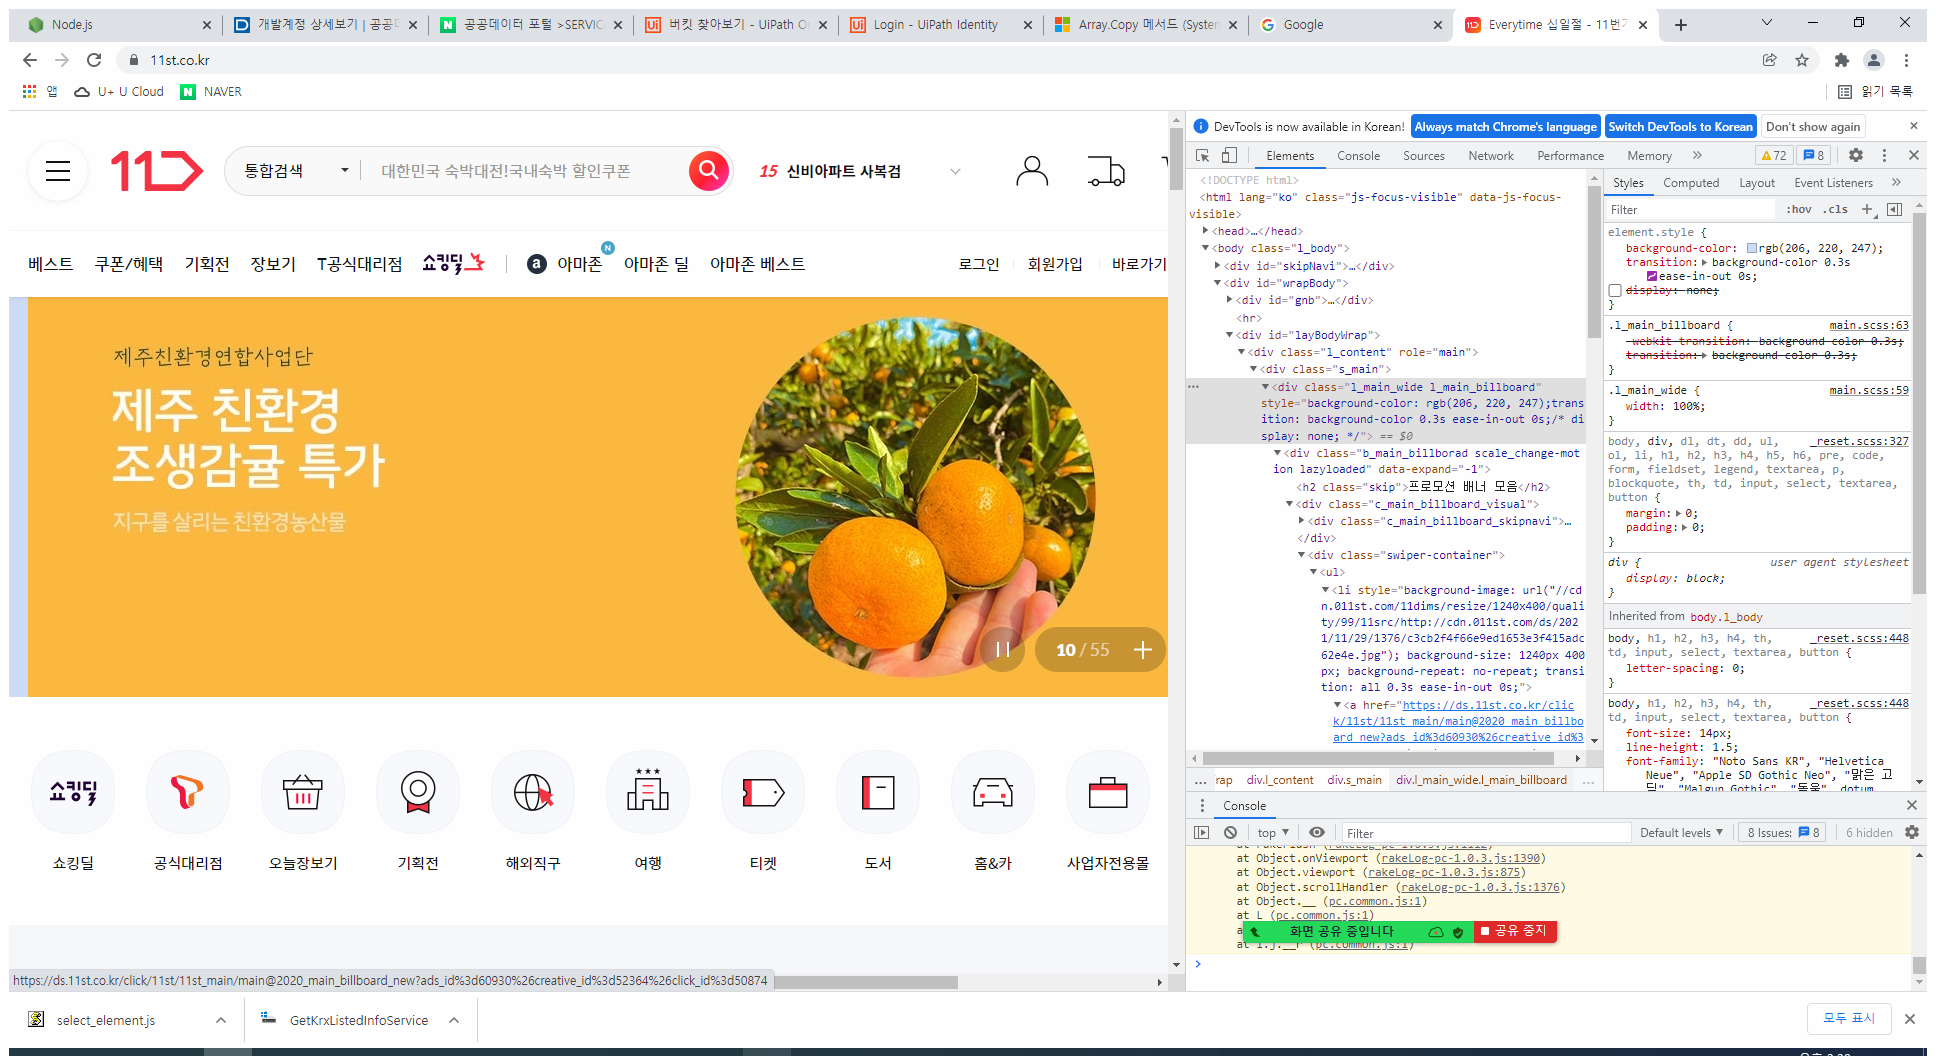 Node.js
개발계정 상세보기 | 공공
공공데이터 포털 >SERVIC
버킷 찾아보기 - UiPath O
Login - UiPath Identity
Array.Copy 메서드 (System
Google
Everytime 십일절 - 11번
11st.co.kr
앱
U+ U Cloud
NAVER
읽기 목록
통합검색
대한민국 숙박대전!국내숙박 할인쿠폰
15 신비아파트 사복검
베스트
쿠폰/혜택
기획전
장보기
T공식대리점
쇼킹딜
a 아마존
N
아마존 딜
아마존 베스트
로그인
회원가입
바로가기
제주친환경연합사업단
제주 친환경
조생감귤 특가
지구를 살리는 친환경농산물
10 / 55
쇼킹딜
쇼킹딜
공식대리점
오늘장보기
기획전
해외직구
여행
티켓
도서
홈&카
사업자전용몰
https://ds.11st.co.kr/click/11st/11st_main/main@2020_main_billboard_new?ads_id%3d60930%26creative_id%3d52364%26click_id%3d50874
select_element.js
GetKrxListedInfoService
모두 표시
DevTools is now available in Korean!
Always match Chrome's language
Switch DevTools to Korean
Don't show again
Elements
Console
Sources
Network
Performance
Memory
72
8
<!DOCTYPE html>
<html lang="ko" class="js-focus-visible" data-js-focus-
visible>
<head>…</head>
<body class="l_body">
<div id="skipNavi">…</div>
<div id="wrapBody">
<div id="gnb">…</div>
<hr>
<div id="layBodyWrap">
<div class="l_content" role="main">
<div class="s_main">
<div class="l_main_wide l_main_billboard"
style="background-color: rgb(206, 220, 247);trans
ition: background-color 0.3s ease-in-out 0s;/* di
splay: none; */"> == $0
<div class="b_main_billborad scale_change-mot
ion lazyloaded" data-expand="-1">
<h2 class="skip">프로모션 배너 모음</h2>
<div class="c_main_billboard_visual">
<div class="c_main_billboard_skipnavi">…
</div>
<div class="swiper-container">
<ul>
<li style="background-image: url("//cd
n.011st.com/11dims/resize/1240x400/quali
ty/99/11src/http://cdn.011st.com/ds/202
1/11/29/1376/c3cb2f4f66e9ed1653e3f415adc
62e4e.jpg"); background-size: 1240px 400
px; background-repeat: no-repeat; transi
tion: all 0.3s ease-in-out 0s;">
<a href="https://ds.11st.co.kr/clic
k/11st/11st_main/main@2020_main_billbo
ard_new?ads_id%3d60930%26creative_id%3
... rap div.l_content div.s_main div.l_main_wide.l_main_billboard ...
Styles
Computed
Layout
Event Listeners
Filter
:hov .cls +
element.style {
background-color: rgb(206, 220, 247);
transition: background-color 0.3s
ease-in-out 0s;
display: none;
}
.l_main_billboard { main.scss:63
-webkit-transition: background-color 0.3s;
transition: background-color 0.3s;
}
.l_main_wide { main.scss:59
width: 100%;
}
body, div, dl, dt, dd, ul, _reset.scss:327
ol, li, h1, h2, h3, h4, h5, h6, pre, code,
form, fieldset, legend, textarea, p,
blockquote, th, td, input, select, textarea,
button {
margin: 0;
padding: 0;
}
div { user agent stylesheet
display: block;
}
Inherited from body.l_body
body, h1, h2, h3, h4, th, _reset.scss:448
td, input, select, textarea, button {
letter-spacing: 0;
}
body, h1, h2, h3, h4, th, _reset.scss:448
td, input, select, textarea, button {
font-size: 14px;
line-height: 1.5;
font-family: "Noto Sans KR", "Helvetica
Neue", "Apple SD Gothic Neo", "맑은 고
딕", "Malgun Gothic", "돋움", dotum,
Console
top
Filter
Default levels
8 Issues: 8
6 hidden
at Object.onViewport (rakeLog-pc-1.0.3.js:1390)
at Object.viewport (rakeLog-pc-1.0.3.js:875)
at Object.scrollHandler (rakeLog-pc-1.0.3.js:1376)
at Object.__ (pc.common.js:1)
at L (pc.common.js:1)
화면 공유 중입니다
공유 중지